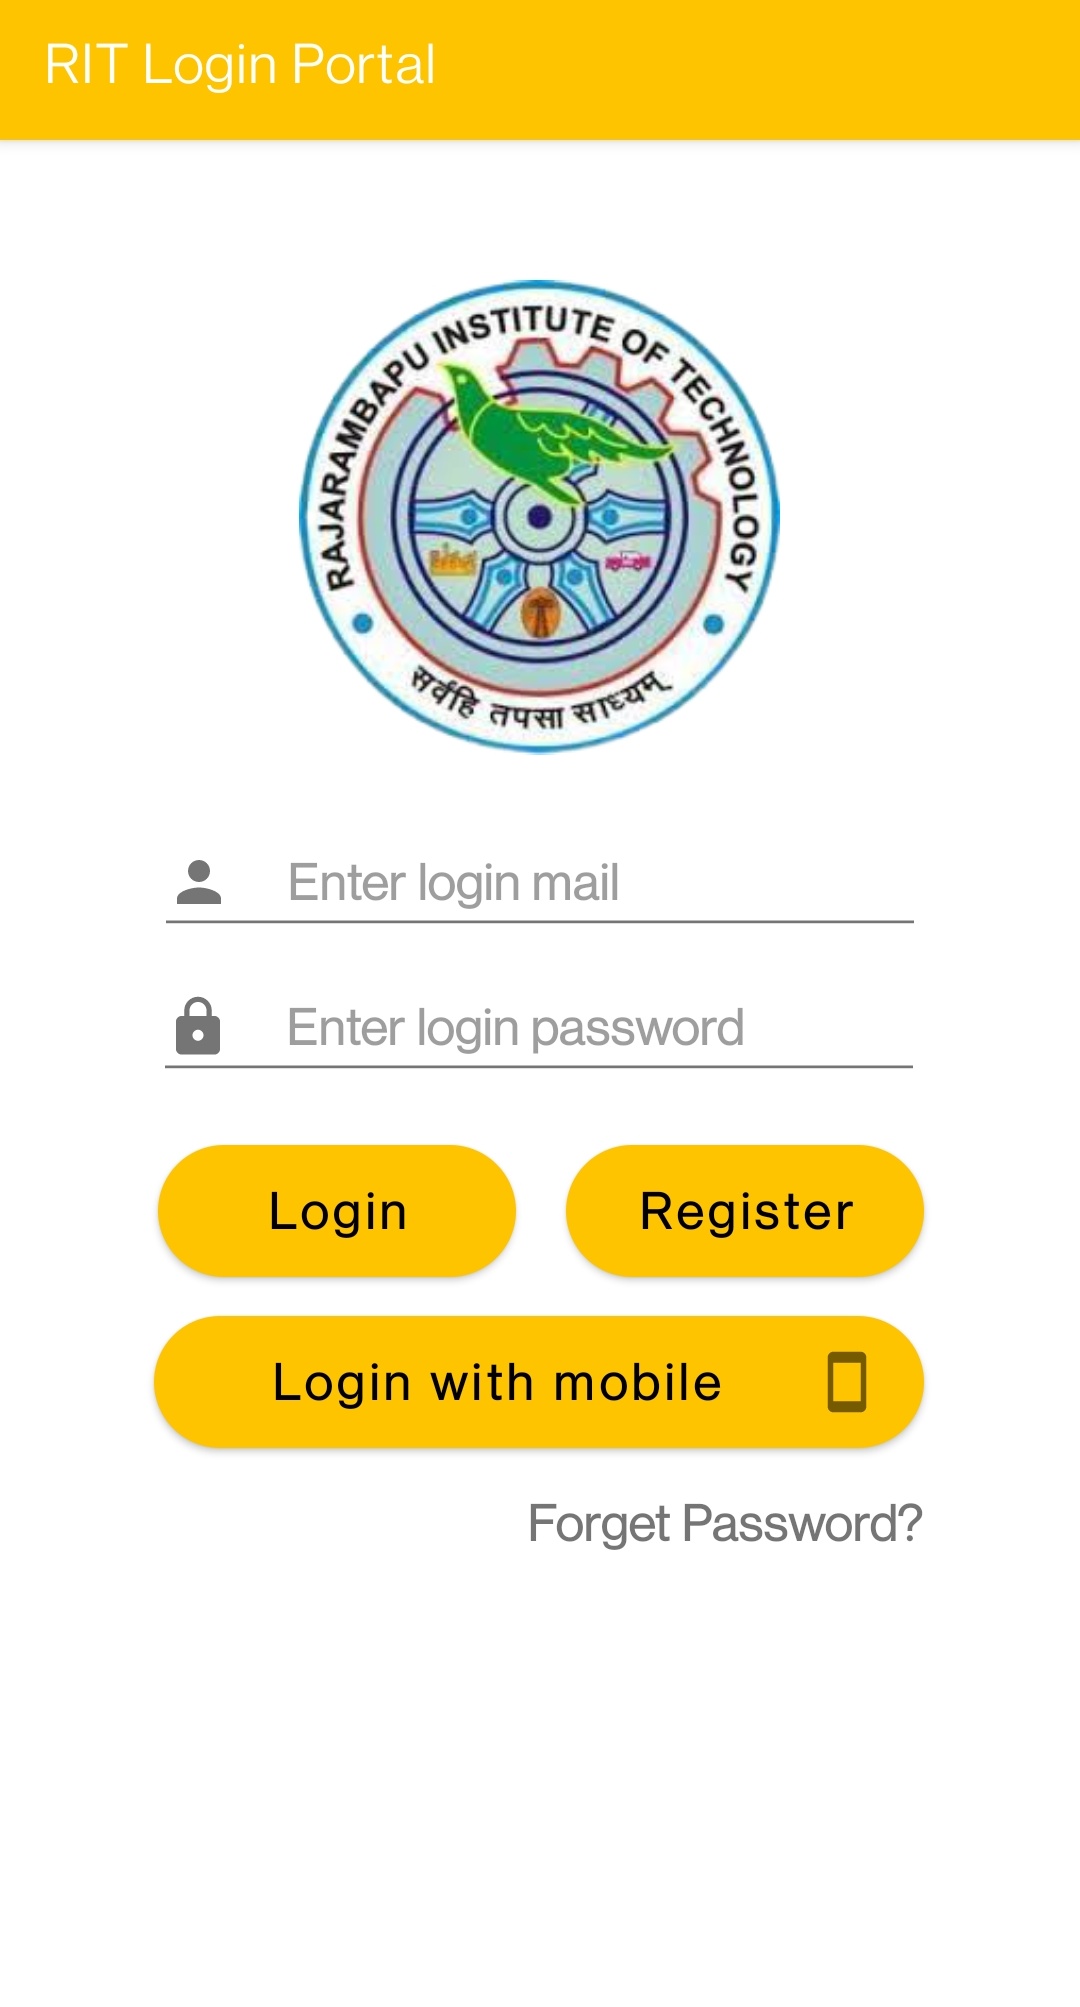 RIT Login Portal
RAJARAMBAPU INSTITUTE OF TECHNOLOGY
सर्वंहि तपसा साध्यम्
Enter login mail
Enter login password
Login
Register
Login with mobile
Forget Password?